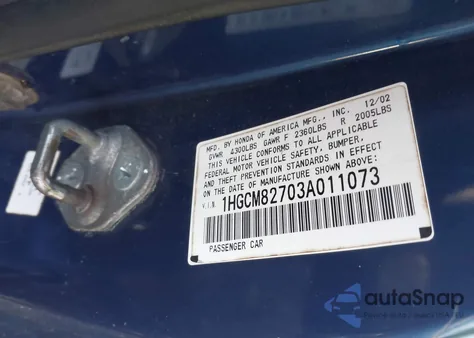 12/02
MFD. BY HONDA OF AMERICA MFG., INC.
GVWR 4300LBS GAWR F 2360LBS R 2005LBS
THIS VEHICLE CONFORMS TO ALL APPLICABLE
FEDERAL MOTOR VEHICLE SAFETY, BUMPER,
AND THEFT PREVENTION STANDARDS IN EFFECT
ON THE DATE OF MANUFACTURE SHOWN ABOVE.
V.I.N. 1HGCM82703A011073
PASSENGER CAR
autoSnap